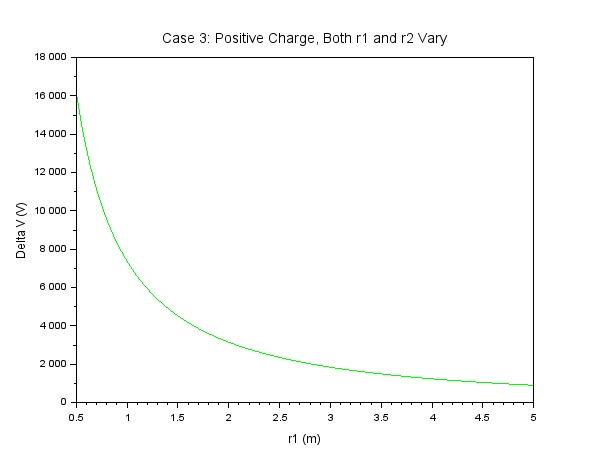 Case 3: Positive Charge, Both r1 and r2 Vary
18 000
16 000
14 000
12 000
10 000
8 000
6 000
4 000
2 000
0
Delta V (V)
0.5 1 1.5 2 2.5 3 3.5 4 4.5 5
r1 (m)